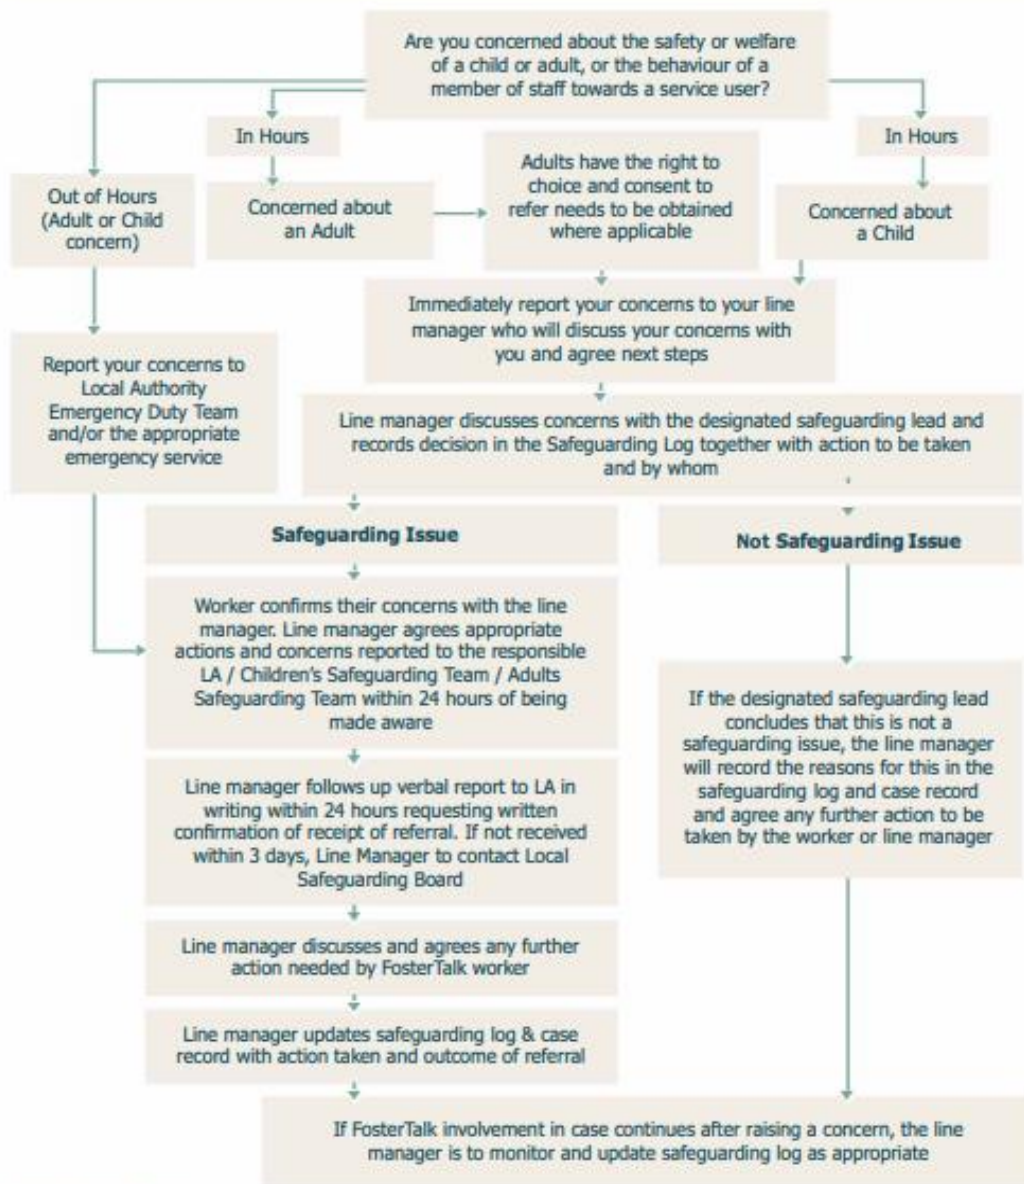 Are you concerned about the safety or welfare
of a child or adult, or the behaviour of a
member of staff towards a service user?
In Hours
In Hours
Out of Hours
(Adult or Child
concern)
Concerned about
an Adult
Adults have the right to
choice and consent to
refer needs to be obtained
where applicable
Concerned about
a Child
Immediately report your concerns to your line
manager who will discuss your concerns with
you and agree next steps
Report your concerns to
Local Authority
Emergency Duty Team
and/or the appropriate
emergency service
Line manager discusses concerns with the designated safeguarding lead and
records decision in the Safeguarding Log together with action to be taken
and by whom
Safeguarding Issue
Not Safeguarding Issue
Worker confirms their concerns with the line
manager. Line manager agrees appropriate
actions and concerns reported to the responsible
LA / Children's Safeguarding Team / Adults
Safeguarding Team within 24 hours of being
made aware
If the designated safeguarding lead
concludes that this is not a
safeguarding issue, the line manager
will record the reasons for this in the
safeguarding log and case record
and agree any further action to be
taken by the worker or line manager
Line manager follows up verbal report to LA in
writing within 24 hours requesting written
confirmation of receipt of referral. If not received
within 3 days, Line Manager to contact Local
Safeguarding Board
Line manager discusses and agrees any further
action needed by FosterTalk worker
Line manager updates safeguarding log & case
record with action taken and outcome of referral
If FosterTalk involvement in case continues after raising a concern, the line
manager is to monitor and update safeguarding log as appropriate